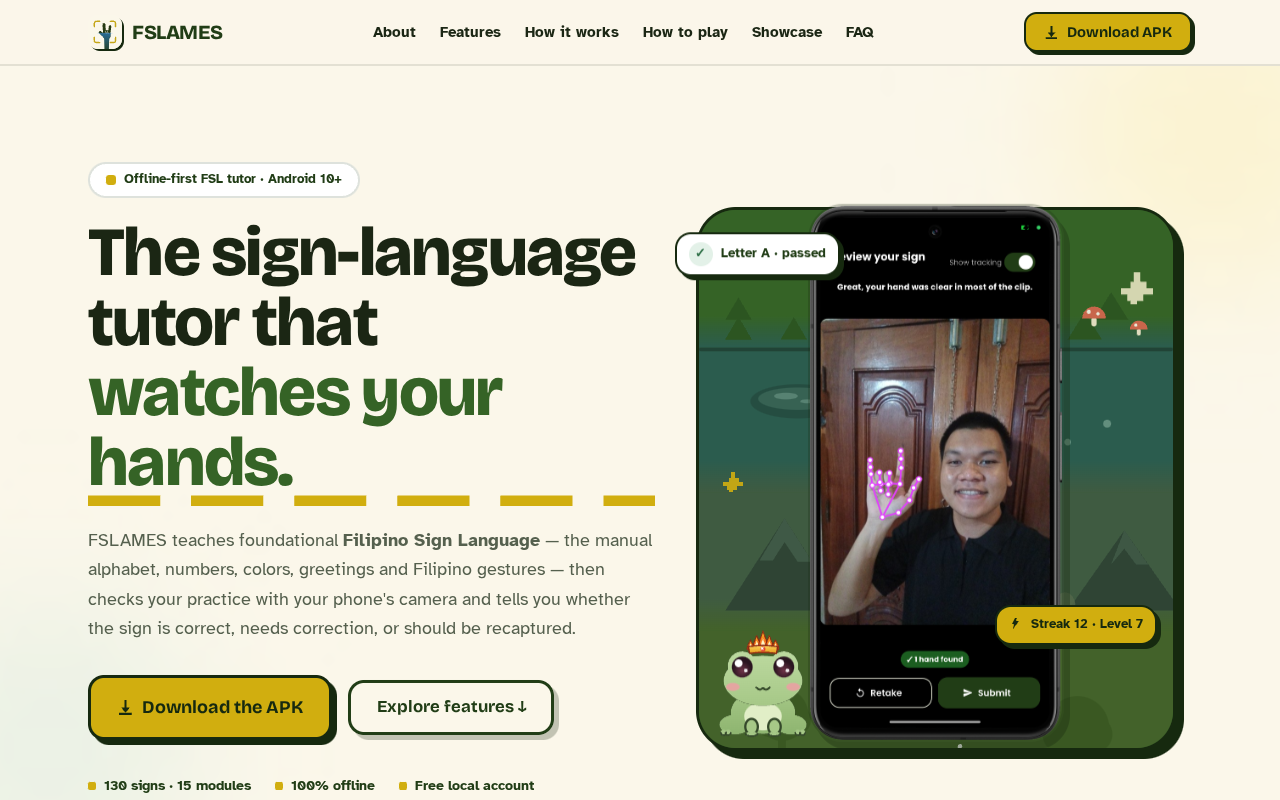 FSLAMES
About Features How it works How to play Showcase FAQ
Download APK
Offline-first FSL tutor · Android 10+
The sign-language
tutor that
watches your
hands.
FSLAMES teaches foundational Filipino Sign Language — the manual
alphabet, numbers, colors, greetings and Filipino gestures — then
checks your practice with your phone's camera and tells you whether
the sign is correct, needs correction, or should be recaptured.
Download the APK
Explore features ↓
130 signs · 15 modules
100% offline
Free local account
✓ Letter A · passed
eview your sign
Show tracking
Great, your hand was clear in most of the clip.
Streak 12 · Level 7
✓ 1 hand found
Retake
Submit